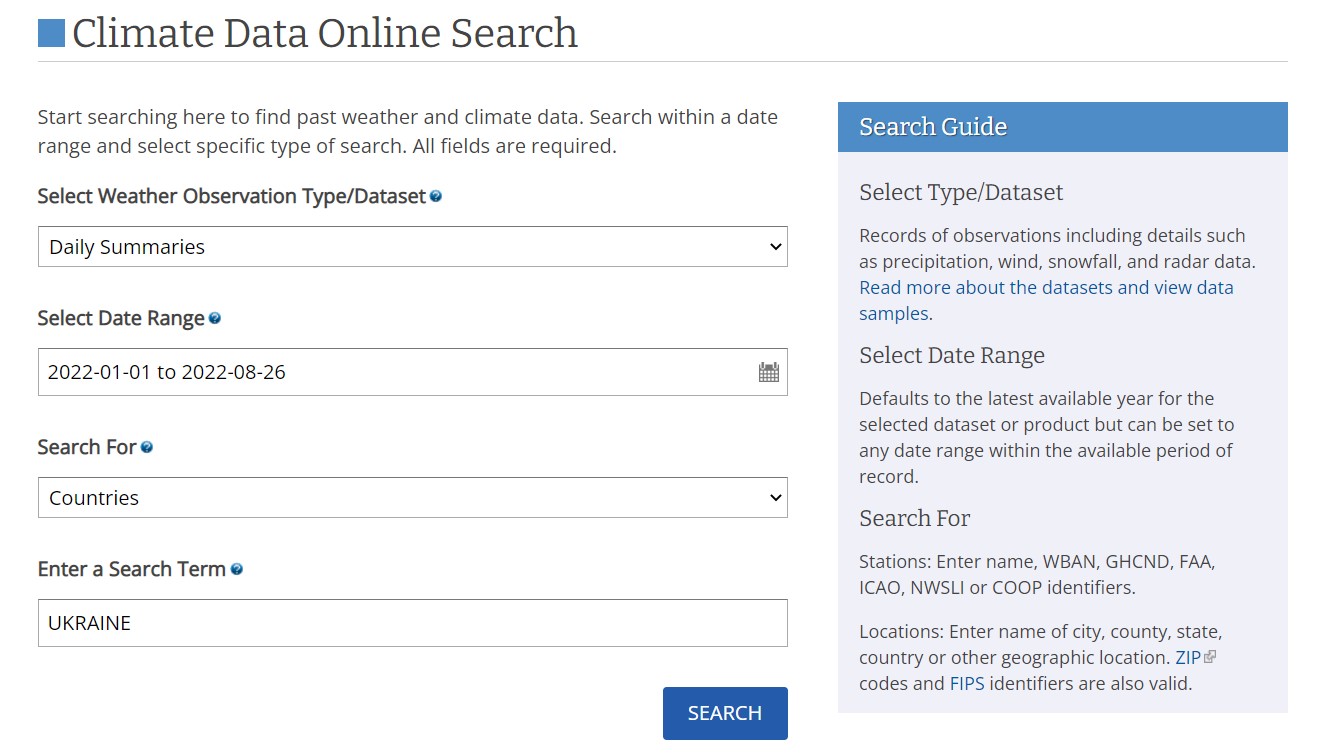 Climate Data Online Search
Start searching here to find past weather and climate data. Search within a date
range and select specific type of search. All fields are required.
Select Weather Observation Type/Dataset
Daily Summaries
Select Date Range
2022-01-01 to 2022-08-26
Search For
Countries
Enter a Search Term
UKRAINE
SEARCH
Search Guide
Select Type/Dataset
Records of observations including details such
as precipitation, wind, snowfall, and radar data.
Read more about the datasets and view data
samples.
Select Date Range
Defaults to the latest available year for the
selected dataset or product but can be set to
any date range within the available period of
record.
Search For
Stations: Enter name, WBAN, GHCND, FAA,
ICAO, NWSLI or COOP identifiers.
Locations: Enter name of city, county, state,
country or other geographic location. ZIP
codes and FIPS identifiers are also valid.